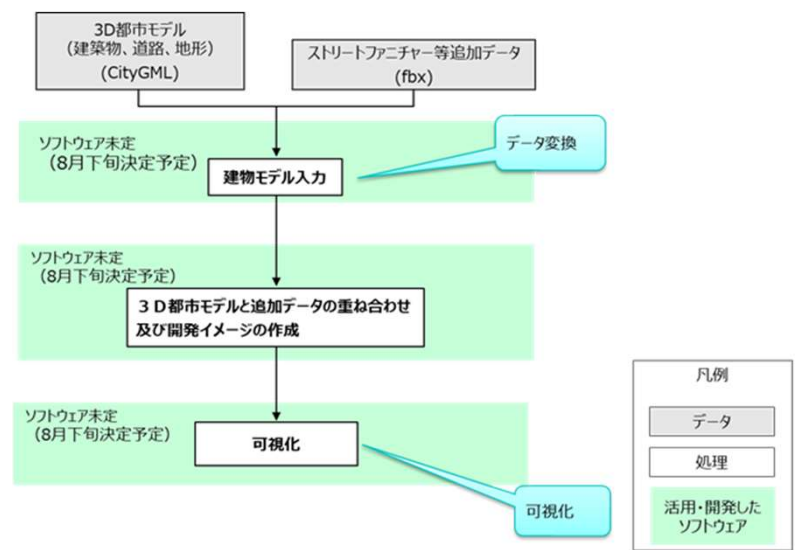 3D都市モデル
(建築物、道路、地形)
(CityGML)
ストリートファニチャー等追加データ
(fbx)
ソフトウェア未定
(8月下旬決定予定)
データ変換
建物モデル入力
ソフトウェア未定
(8月下旬決定予定)
3D都市モデルと追加データの重ね合わせ
及び開発イメージの作成
ソフトウェア未定
(8月下旬決定予定)
可視化
可視化
凡例
データ
処理
活用・開発した
ソフトウェア